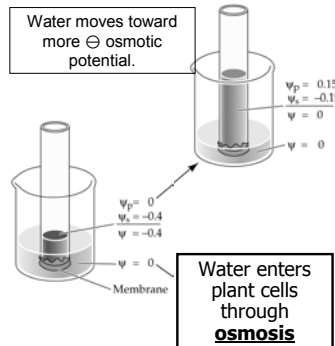 Water moves toward
more ⊖ osmotic
potential.
Ψp = 0.15
Ψs = −0.15
Ψ = 0
Ψ = 0
Ψp = 0
Ψs = −0.4
Ψ = −0.4
Ψ = 0
Membrane
Water enters
plant cells
through
osmosis